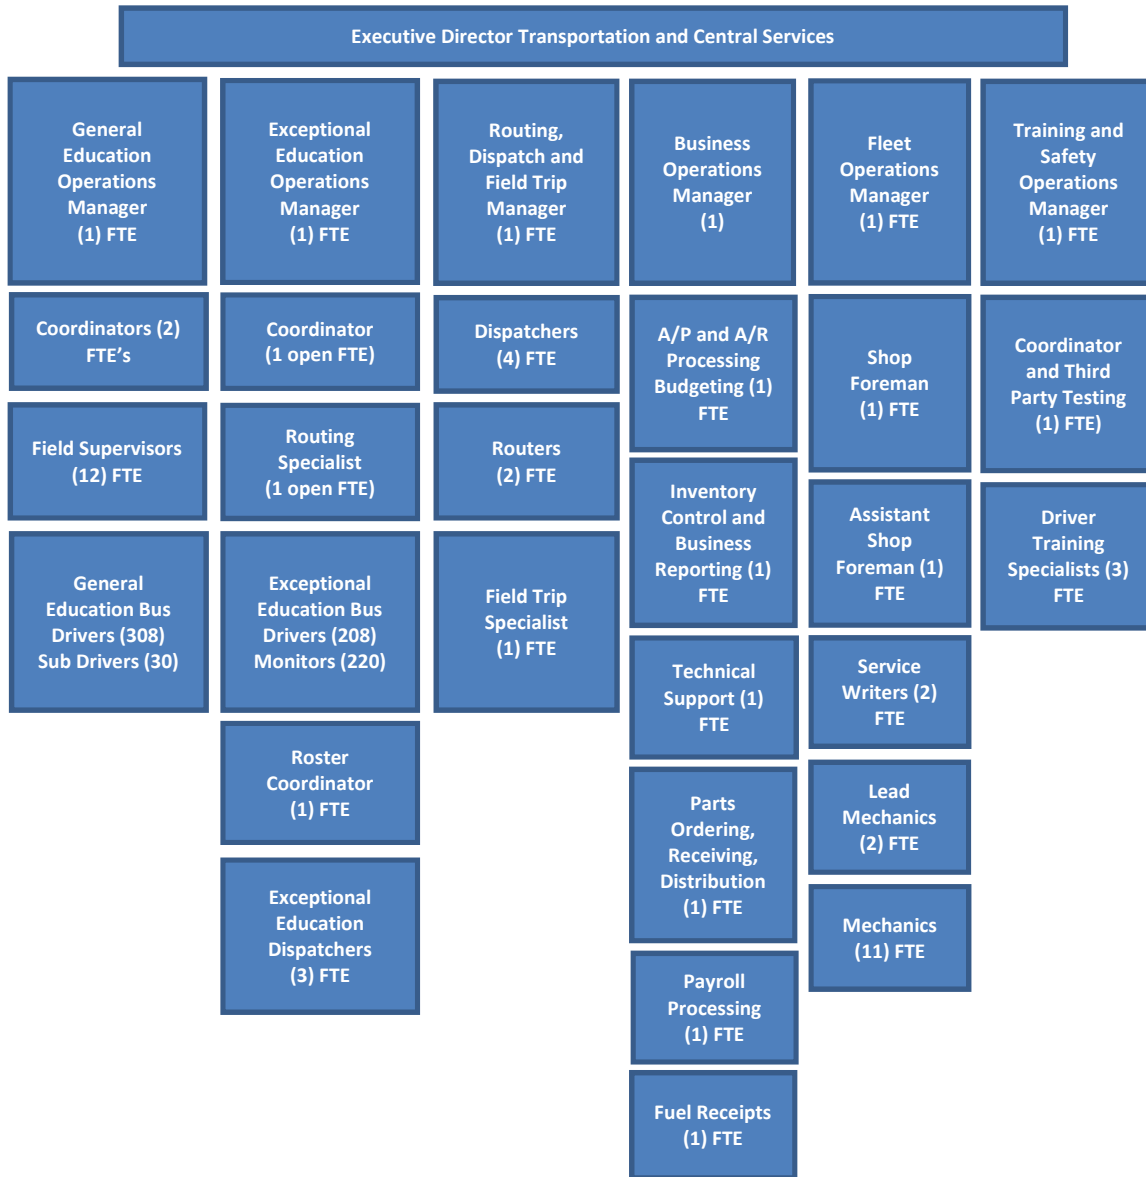 Executive Director Transportation and Central Services
General
Education
Operations
Manager
(1) FTE
Coordinators (2)
FTE's
Field Supervisors
(12) FTE
General
Education Bus
Drivers (308)
Sub Drivers (30)
Exceptional
Education
Operations
Manager
(1) FTE
Coordinator
(1 open FTE)
Routing
Specialist
(1 open FTE)
Exceptional
Education Bus
Drivers (208)
Monitors (220)
Roster
Coordinator
(1) FTE
Exceptional
Education
Dispatchers
(3) FTE
Routing,
Dispatch and
Field Trip
Manager
(1) FTE
Dispatchers
(4) FTE
Routers
(2) FTE
Field Trip
Specialist
(1) FTE
Business
Operations
Manager
(1)
A/P and A/R
Processing
Budgeting (1)
FTE
Inventory
Control and
Business
Reporting (1)
FTE
Technical
Support (1)
FTE
Parts
Ordering,
Receiving,
Distribution
(1) FTE
Payroll
Processing
(1) FTE
Fuel Receipts
(1) FTE
Fleet
Operations
Manager
(1) FTE
Shop
Foreman
(1) FTE
Assistant
Shop
Foreman (1)
FTE
Service
Writers (2)
FTE
Lead
Mechanics
(2) FTE
Mechanics
(11) FTE
Training and
Safety
Operations
Manager
(1) FTE
Coordinator
and Third
Party Testing
(1) FTE)
Driver
Training
Specialists (3)
FTE